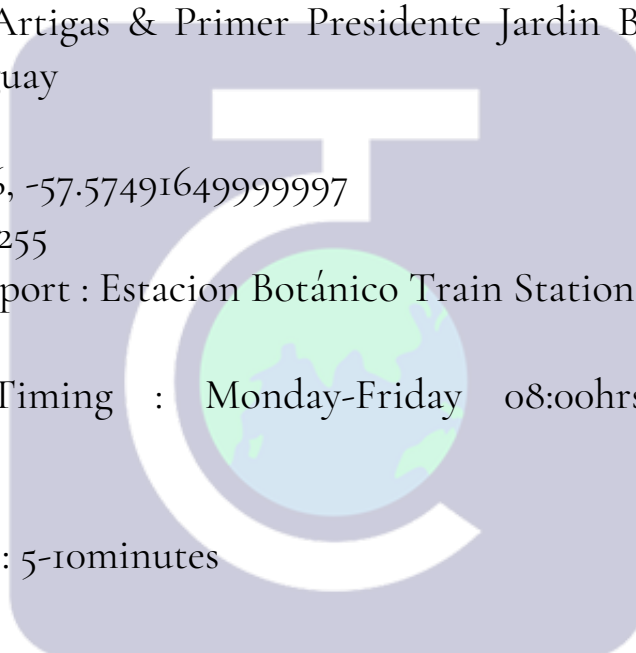 Artigas & Primer Presidente Jardin B
uay
, -57.57491649999997
255
port : Estacion Botánico Train Station
Timing : Monday-Friday 08:00hrs
: 5-10minutes